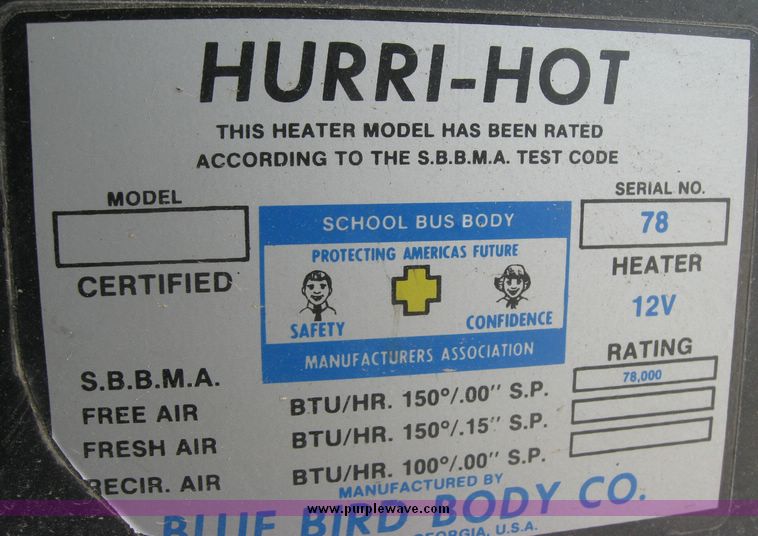 HURRI-HOT
THIS HEATER MODEL HAS BEEN RATED
ACCORDING TO THE S.B.B.M.A. TEST CODE
MODEL
SERIAL NO.
78
CERTIFIED
SCHOOL BUS BODY
PROTECTING AMERICAS FUTURE
SAFETY
CONFIDENCE
MANUFACTURERS ASSOCIATION
HEATER
12V
RATING
S.B.B.M.A.
FREE AIR BTU/HR. 150°/.00" S.P. 78,000
FRESH AIR BTU/HR. 150°/.15" S.P.
RECIR. AIR BTU/HR. 100°/.00" S.P.
MANUFACTURED BY
BLUE BIRD BODY CO.
www.purplewave.com
GEORGIA, U.S.A.